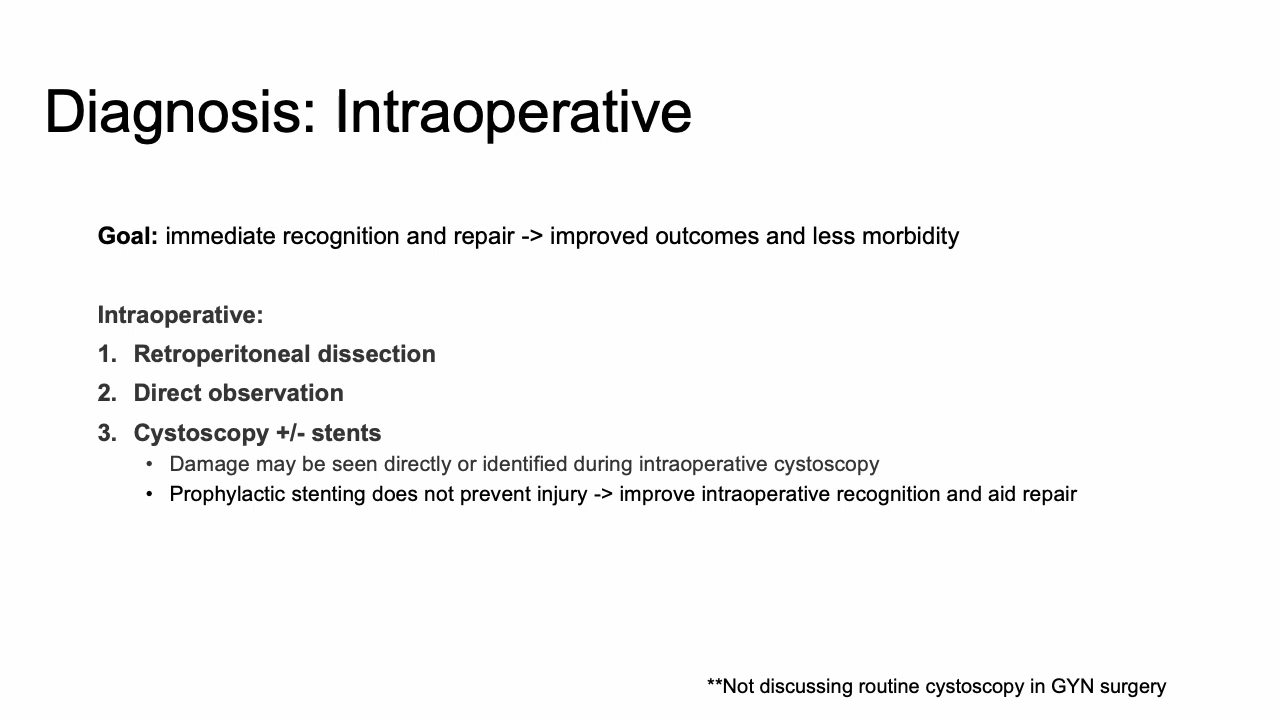 Diagnosis: Intraoperative
Goal: immediate recognition and repair -> improved outcomes and less morbidity
Intraoperative:
1. Retroperitoneal dissection
2. Direct observation
3. Cystoscopy +/- stents
• Damage may be seen directly or identified during intraoperative cystoscopy
• Prophylactic stenting does not prevent injury -> improve intraoperative recognition and aid repair
**Not discussing routine cystoscopy in GYN surgery